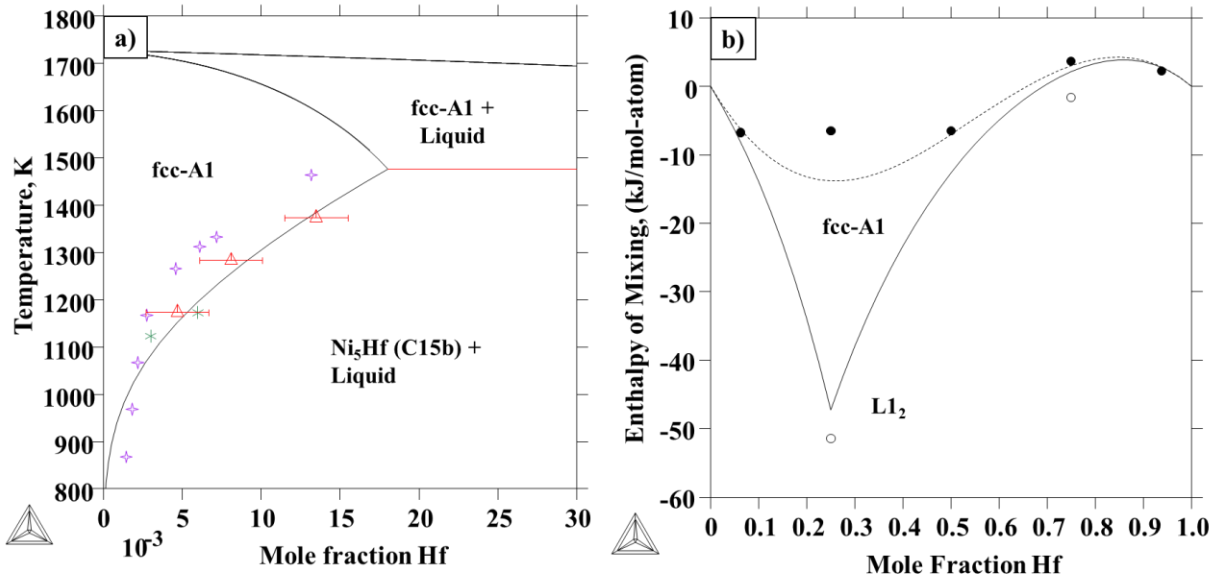 a)
1800
1700
1600
1500
1400
1300
1200
1100
1000
900
800
Temperature, K
fcc-A1 +
Liquid
fcc-A1
Ni₅Hf (C15b) +
Liquid
0 5 10 15 20 25 30
10⁻³
Mole fraction Hf
b)
10
0
-10
-20
-30
-40
-50
-60
Enthalpy of Mixing, (kJ/mol-atom)
fcc-A1
L1₂
0 0.1 0.2 0.3 0.4 0.5 0.6 0.7 0.8 0.9 1.0
Mole Fraction Hf